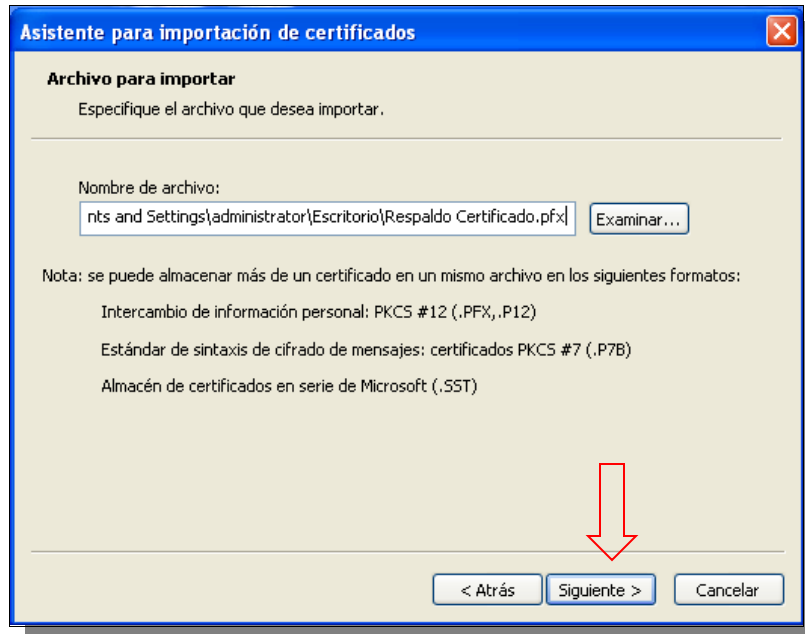 Asistente para importación de certificados
Archivo para importar
Especifique el archivo que desea importar.
Nombre de archivo:
nts and Settings\administrator\Escritorio\Respaldo Certificado.pfx
Examinar...
Nota: se puede almacenar más de un certificado en un mismo archivo en los siguientes formatos:
Intercambio de información personal: PKCS #12 (.PFX,.P12)
Estándar de sintaxis de cifrado de mensajes: certificados PKCS #7 (.P7B)
Almacén de certificados en serie de Microsoft (.SST)
< Atrás
Siguiente >
Cancelar